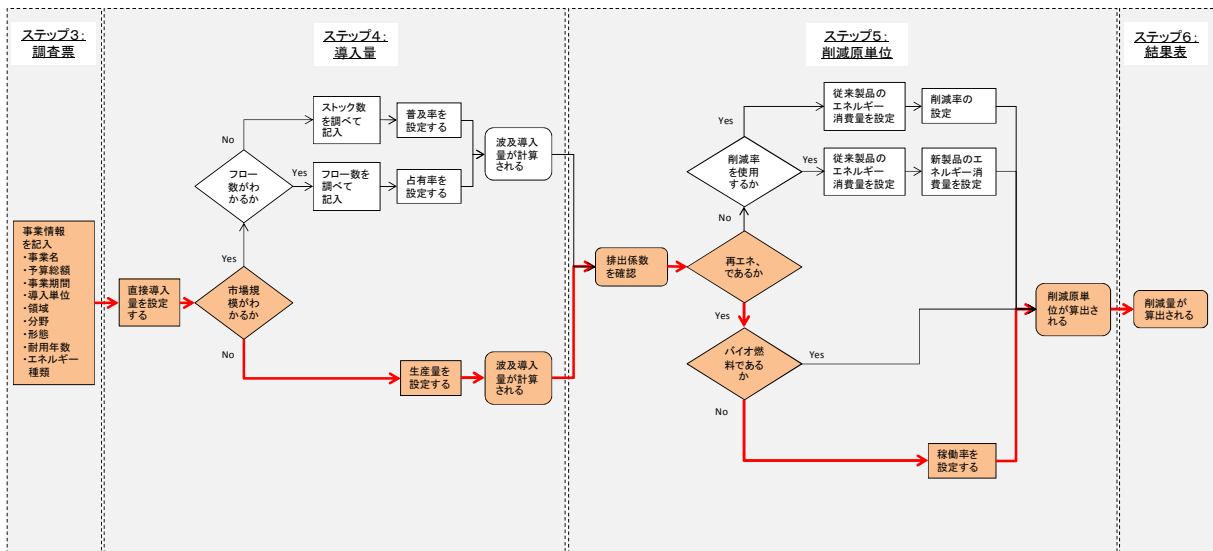 ステップ3:
調査票
ステップ4:
導入量
ステップ5:
削減原単位
ステップ6:
結果表
事業情報
を記入
・事業名
・予算総額
・事業期間
・導入単位
・領域
・分野
・形態
・耐用年数
・エネルギー
種類
直接導入
量を設定
する
市場規
模がわ
かるか
Yes
No
フロー
数がわ
かるか
No
Yes
ストック数
を調べて
記入
普及率を
設定する
フロー数を
調べて
記入
占有率を
設定する
波及導入
量が計算
される
生産量を
設定する
波及導入
量が計算
される
排出係数
を確認
再エネ、
であるか
No
Yes
削減率
を使用
するか
Yes
Yes
従来製品の
エネルギー
消費量を設定
削減率の
設定
従来製品の
エネルギー
消費量を設定
新製品のエ
ネルギー消
費量を設定
バイオ燃
料である
か
Yes
No
稼働率を
設定する
削減原単
位が算出さ
れる
削減量が
算出される